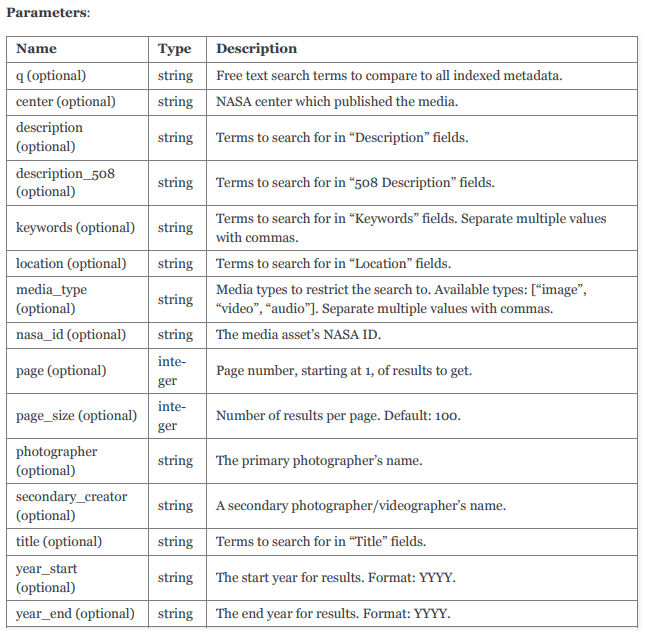 Parameters:
Name Type Description
q (optional) string Free text search terms to compare to all indexed metadata.
center (optional) string NASA center which published the media.
description
(optional) string Terms to search for in “Description” fields.
description_508
(optional) string Terms to search for in “508 Description” fields.
keywords (optional) string Terms to search for in “Keywords” fields. Separate multiple values
with commas.
location (optional) string Terms to search for in “Location” fields.
media_type
(optional) string Media types to restrict the search to. Available types: [“image”,
“video”, “audio”]. Separate multiple values with commas.
nasa_id (optional) string The media asset’s NASA ID.
page (optional) inte-
ger Page number, starting at 1, of results to get.
page_size (optional) inte-
ger Number of results per page. Default: 100.
photographer
(optional) string The primary photographer’s name.
secondary_creator
(optional) string A secondary photographer/videographer’s name.
title (optional) string Terms to search for in “Title” fields.
year_start
(optional) string The start year for results. Format: YYYY.
year_end (optional) string The end year for results. Format: YYYY.